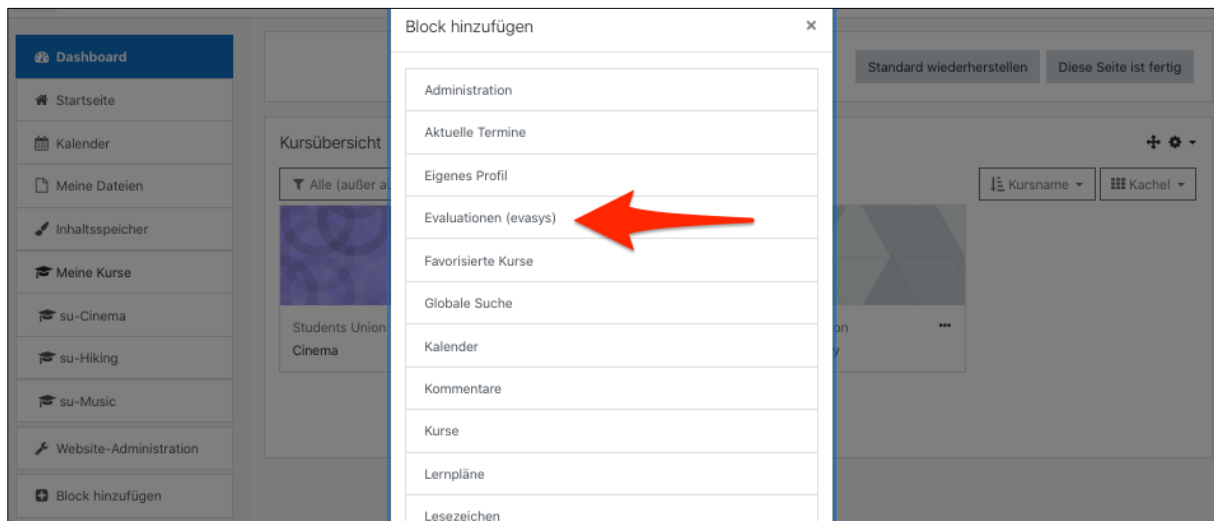 Block hinzufügen
×
Dashboard
Startseite
Kalender
Meine Dateien
Inhaltsspeicher
Meine Kurse
su-Cinema
su-Hiking
su-Music
Website-Administration
Block hinzufügen
Standard wiederherstellen
Diese Seite ist fertig
Kursübersicht
Alle (außer
Kursname
Kachel
Students Union
Cinema
Administration
Aktuelle Termine
Eigenes Profil
Evaluationen (evasys)
Favorisierte Kurse
Globale Suche
Kalender
Kommentare
Kurse
Lernpläne
Lesezeichen